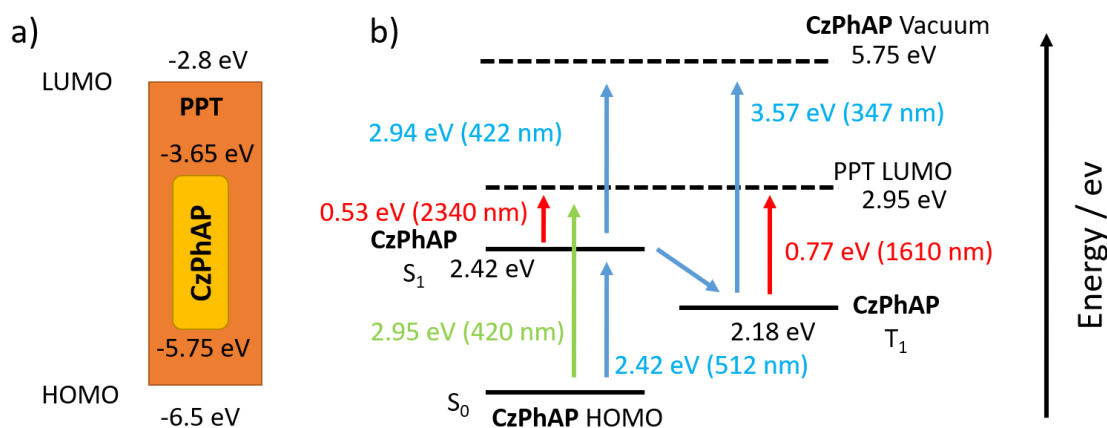 a)
-2.8 eV
LUMO
PPT
-3.65 eV
CzPhAP
-5.75 eV
HOMO
-6.5 eV
b)
CzPhAP Vacuum
5.75 eV
2.94 eV (422 nm)
3.57 eV (347 nm)
PPT LUMO
2.95 eV
0.53 eV (2340 nm)
CzPhAP
S1
2.42 eV
0.77 eV (1610 nm)
CzPhAP
T1
2.18 eV
2.95 eV (420 nm)
2.42 eV (512 nm)
S0
CzPhAP HOMO
Energy / ev